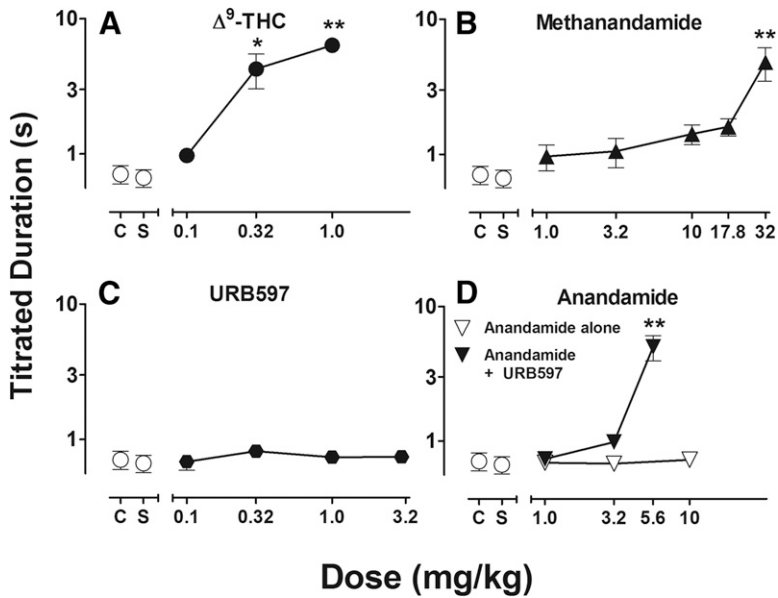 Titrated Duration (s)
A
Δ9-THC
10
3
1
*
**
C S 0.1 0.32 1.0
B
Methanandamide
10
3
1
**
C S 1.0 3.2 10 17.8 32
C
URB597
10
3
1
C S 0.1 0.32 1.0 3.2
D
Anandamide
10
3
1
Anandamide alone
Anandamide
+ URB597
**
C S 1.0 3.2 5.6 10
Dose (mg/kg)